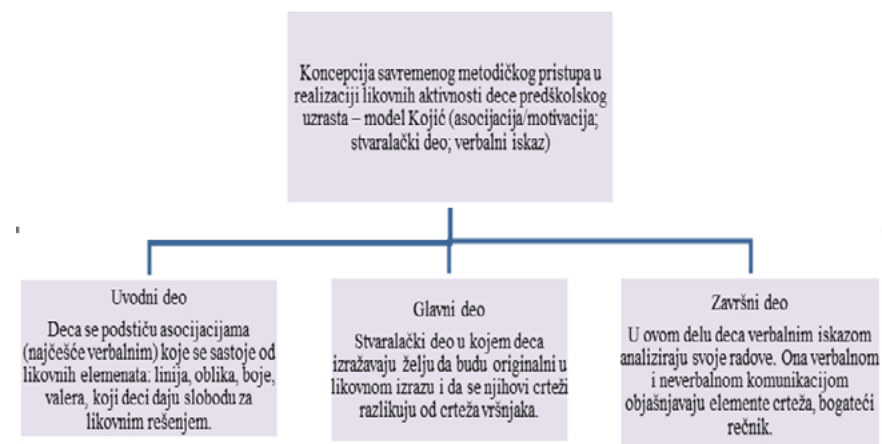 Koncepcija savremenog metodičkog pristupa u
realizaciji likovnih aktivnosti dece predškolskog
uzrasta – model Kojić (asocijacija/motivacija;
stvaralački deo; verbalni iskaz)
Uvodni deo
Deca se podstiču asocijacijama
(najčešće verbalnim) koje se sastoje od
likovnih elemenata: linija, oblika, boje,
valera, koji deci daju slobodu za
likovnim rešenjem.
Glavni deo
Stvaralački deo u kojem deca
izražavaju želju da budu originalni u
likovnom izrazu i da se njihovi crteži
razlikuju od crteža vršnjaka.
Završni deo
U ovom delu deca verbalnim iskazom
analiziraju svoje radove. Ona verbalnom
i neverbalnom komunikacijom
objašnjavaju elemente crteža, bogateći
rečnik.